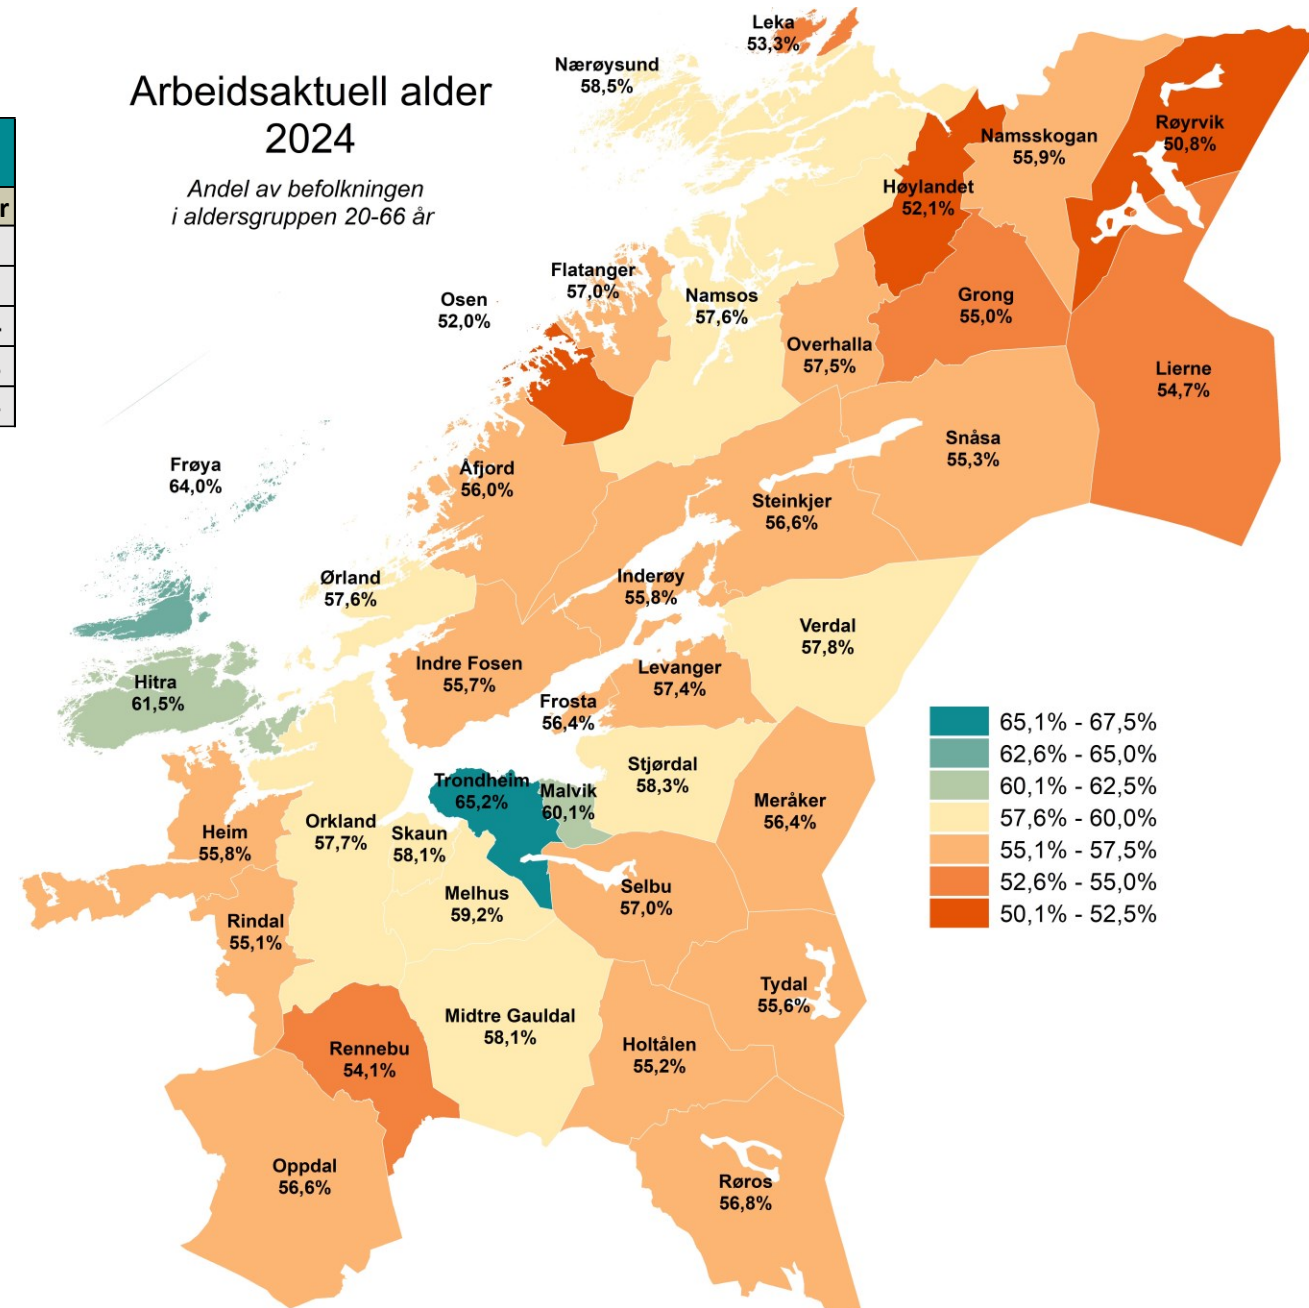 Arbeidsaktuell alder
2024
Andel av befolkningen
i aldersgruppen 20-66 år
r
Leka
53,3%
Nærøysund
58,5%
Namsskogan
55,9%
Røyrvik
50,8%
Høylandet
52,1%
Flatanger
57,0%
Osen
52,0%
Namsos
57,6%
Grong
55,0%
Overhalla
57,5%
Lierne
54,7%
Snåsa
55,3%
Frøya
64,0%
Åfjord
56,0%
Steinkjer
56,6%
Ørland
57,6%
Inderøy
55,8%
Verdal
57,8%
Indre Fosen
55,7%
Levanger
57,4%
Hitra
61,5%
Frosta
56,4%
Stjørdal
58,3%
Trondheim
65,2%
Malvik
60,1%
Meråker
56,4%
Orkland
57,7%
Skaun
58,1%
Heim
55,8%
Melhus
59,2%
Selbu
57,0%
Rindal
55,1%
Tydal
55,6%
Midtre Gauldal
58,1%
Rennebu
54,1%
Holtålen
55,2%
Oppdal
56,6%
Røros
56,8%
65,1% - 67,5%
62,6% - 65,0%
60,1% - 62,5%
57,6% - 60,0%
55,1% - 57,5%
52,6% - 55,0%
50,1% - 52,5%